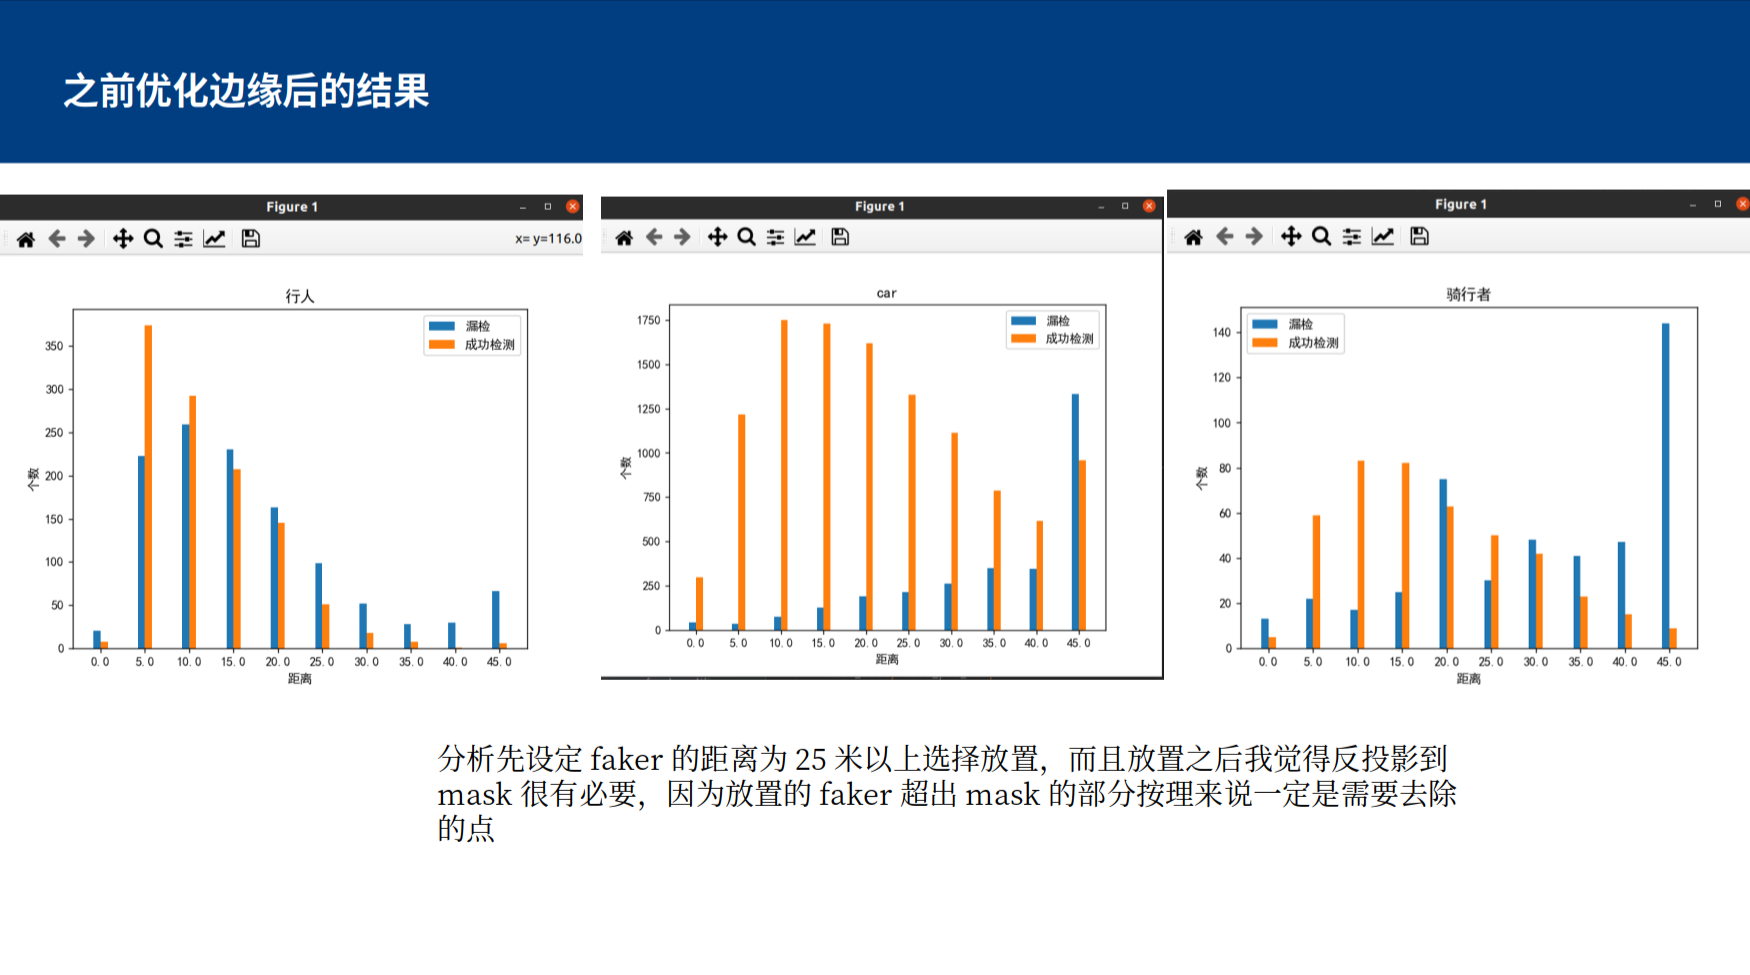 之前优化边缘后的结果
Figure 1
x= y=116.0
行人
漏检
成功检测
350
300
250
200
150
100
50
0
个数
0.0 5.0 10.0 15.0 20.0 25.0 30.0 35.0 40.0 45.0
距离
Figure 1
car
漏检
成功检测
1750
1500
1250
1000
750
500
250
0
个数
0.0 5.0 10.0 15.0 20.0 25.0 30.0 35.0 40.0 45.0
距离
Figure 1
骑行者
漏检
成功检测
140
120
100
80
60
40
20
0
个数
0.0 5.0 10.0 15.0 20.0 25.0 30.0 35.0 40.0 45.0
距离
分析先设定 faker 的距离为 25 米以上选择放置，而且放置之后我觉得反投影到
mask 很有必要，因为放置的 faker 超出 mask 的部分按理来说一定是需要去除
的点